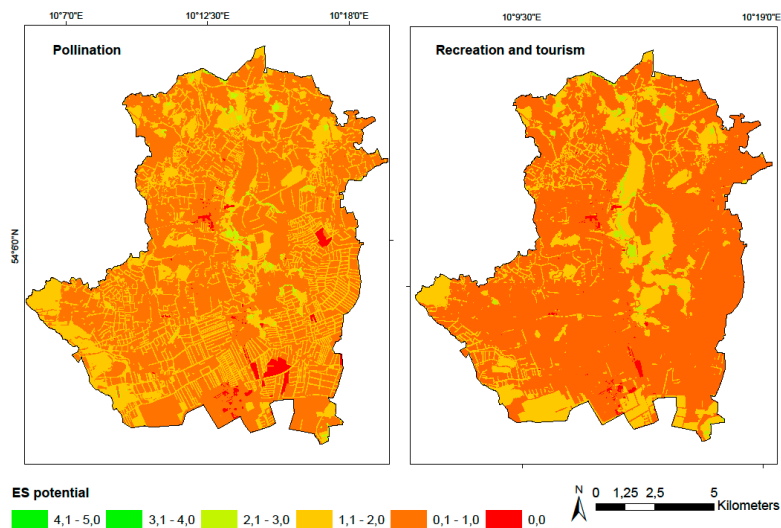 10°7'0"E 10°12'30"E 10°18'0"E 10°9'30"E 10°19'0"E
Pollination
Recreation and tourism
54°6'0"N
ES potential
4,1 - 5,0 3,1 - 4,0 2,1 - 3,0 1,1 - 2,0 0,1 - 1,0 0,0
N
0 1,25 2,5 5
Kilometers